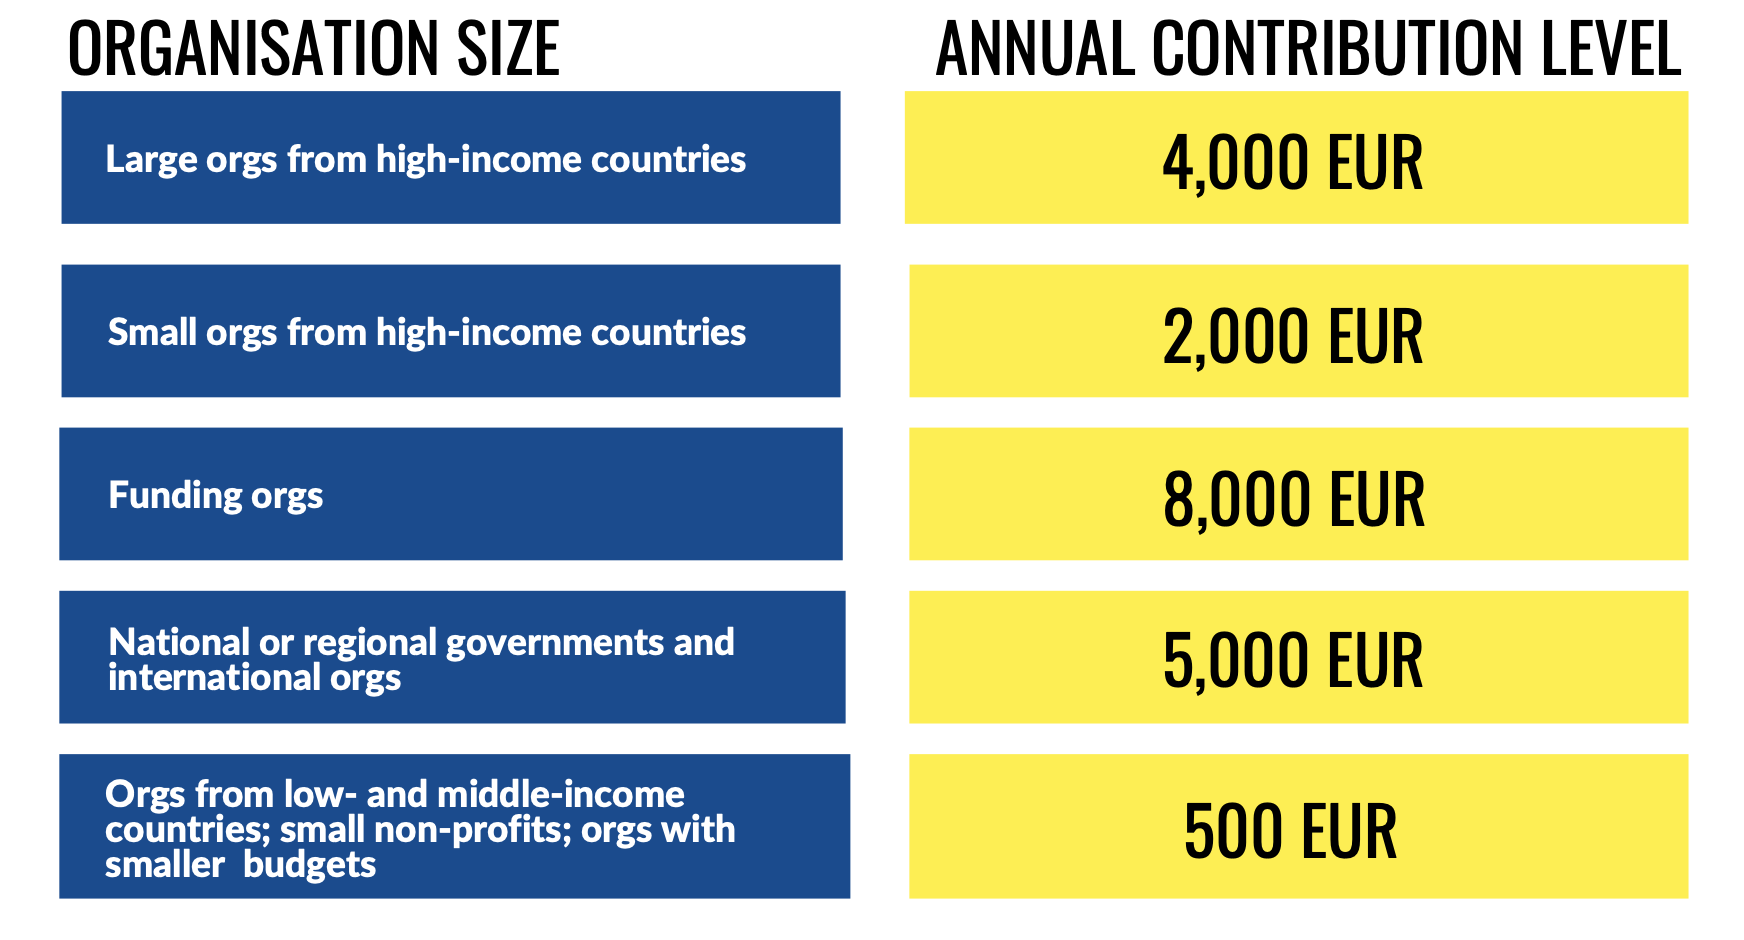 ORGANISATION SIZE
ANNUAL CONTRIBUTION LEVEL
Large orgs from high-income countries
4,000 EUR
Small orgs from high-income countries
2,000 EUR
Funding orgs
8,000 EUR
National or regional governments and
international orgs
5,000 EUR
Orgs from low- and middle-income
countries; small non-profits; orgs with
smaller  budgets
500 EUR